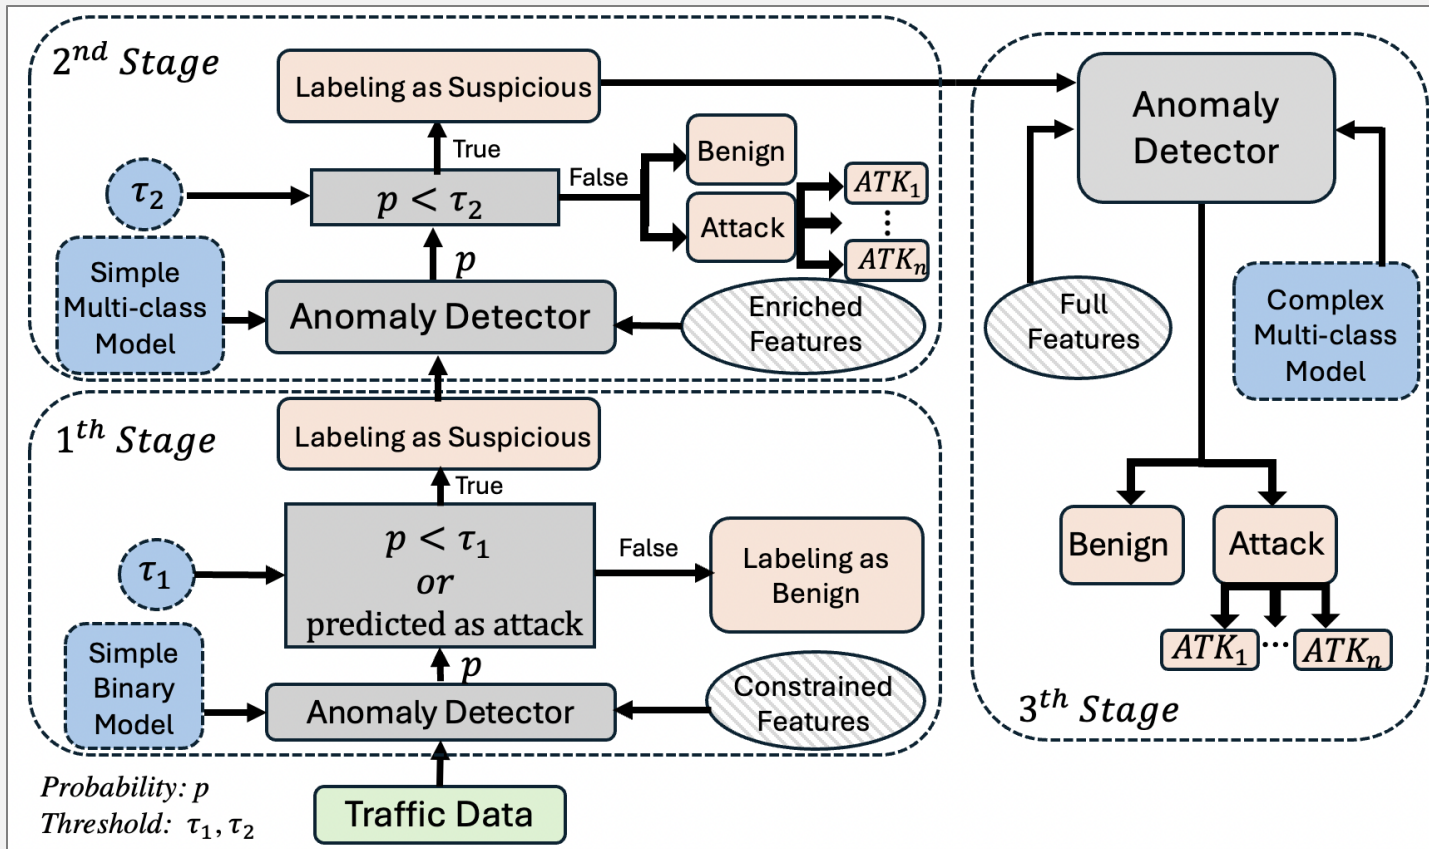 2nd Stage
Labeling as Suspicious
True
τ2
p < τ2
False
Benign
Attack
ATK1
⋮
ATKn
p
Simple
Multi-class
Model
Anomaly Detector
Enriched
Features
1th Stage
Labeling as Suspicious
True
τ1
p < τ1
or
predicted as attack
False
Labeling as
Benign
p
Simple
Binary
Model
Anomaly Detector
Constrained
Features
Probability: p
Threshold: τ1, τ2
Traffic Data
Anomaly
Detector
Full
Features
Complex
Multi-class
Model
Benign
Attack
ATK1 ... ATKn
3th Stage